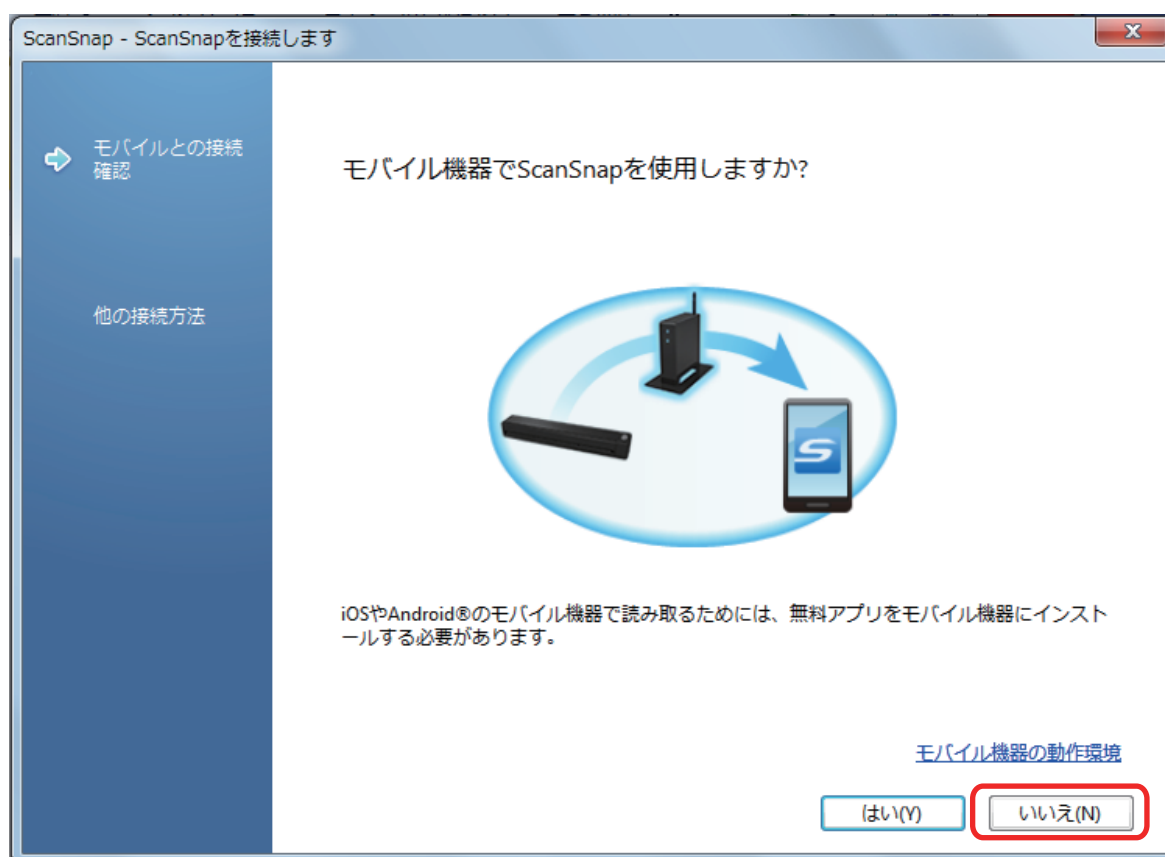 ScanSnap - ScanSnapを接続します
モバイルとの接続
確認
他の接続方法
モバイル機器でScanSnapを使用しますか?
iOSやAndroid®のモバイル機器で読み取るためには、無料アプリをモバイル機器にインスト
ールする必要があります。
モバイル機器の動作環境
はい(Y)
いいえ(N)